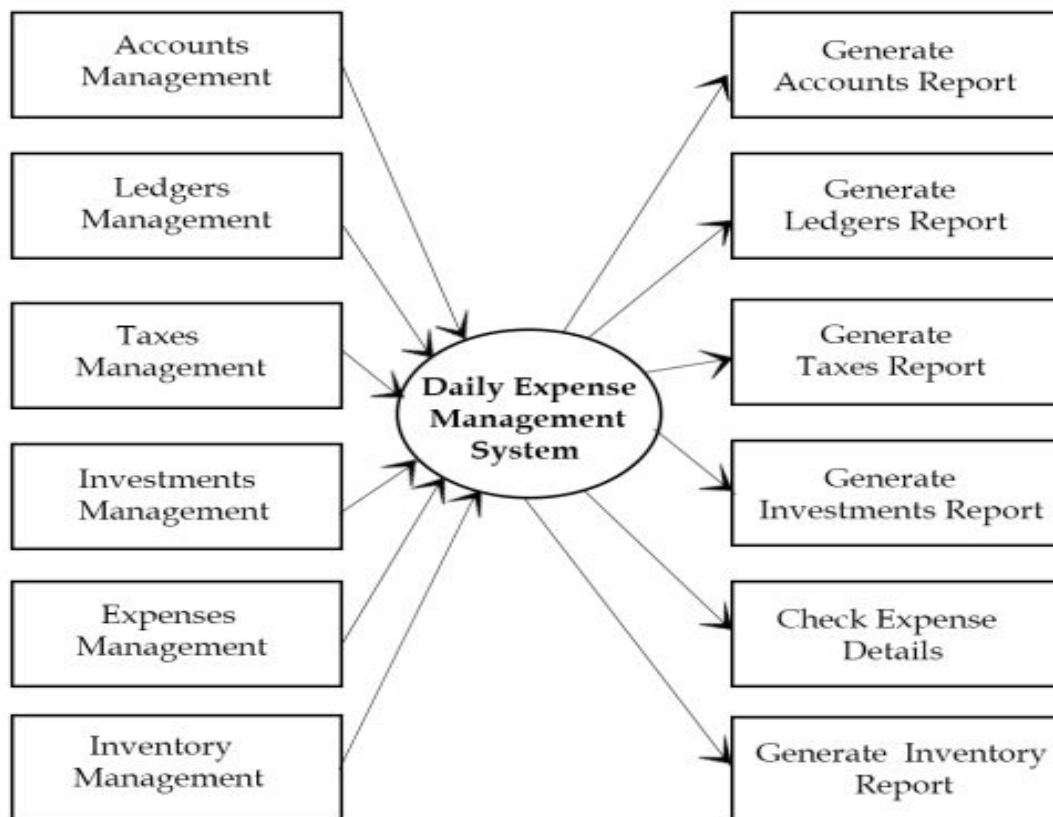 Accounts
Management
Ledgers
Management
Taxes
Management
Investments
Management
Expenses
Management
Inventory
Management
Daily Expense
Management
System
Generate
Accounts Report
Generate
Ledgers Report
Generate
Taxes Report
Generate
Investments Report
Check Expense
Details
Generate Inventory
Report